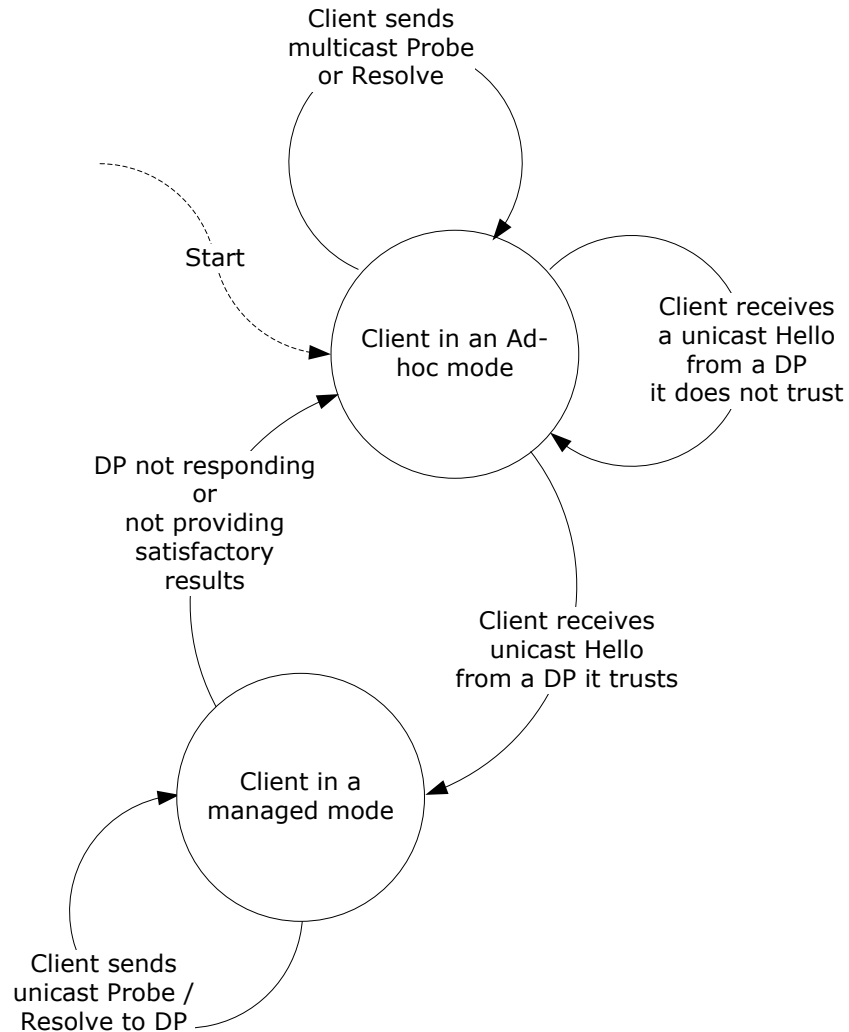 Client sends
multicast Probe
or Resolve
Start
Client in an Ad-
hoc mode
Client receives
a unicast Hello
from a DP
it does not trust
DP not responding
or
not providing
satisfactory
results
Client receives
unicast Hello
from a DP it trusts
Client in a
managed mode
Client sends
unicast Probe /
Resolve to DP